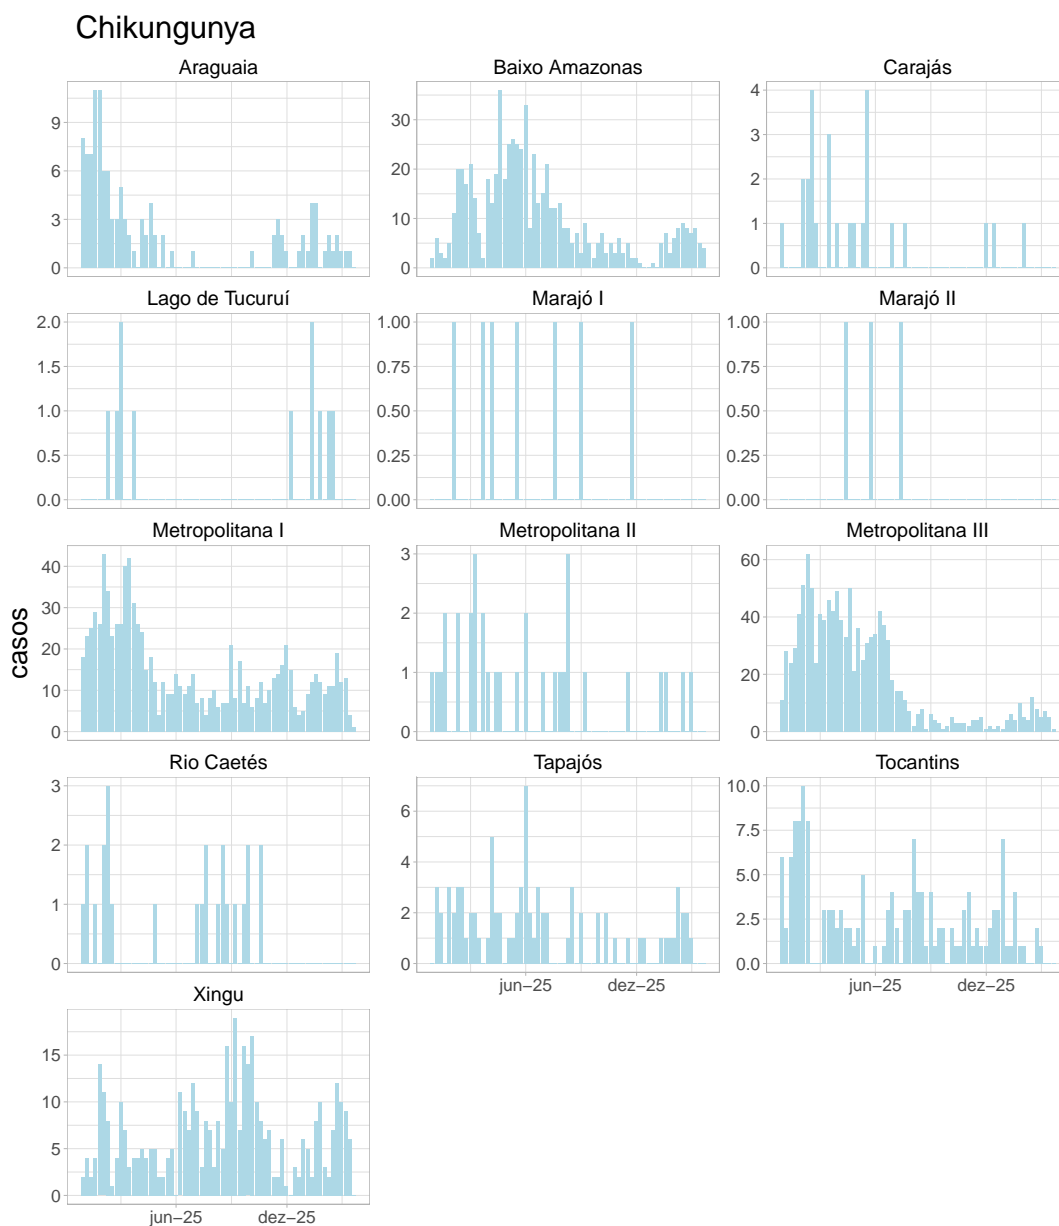 Chikungunya
Araguaia
Baixo Amazonas
Carajás
9
6
3
0
30
20
10
0
4
3
2
1
0
Lago de Tucuruí
Marajó I
Marajó II
2.0
1.5
1.0
0.5
0.0
1.00
0.75
0.50
0.25
0.00
1.00
0.75
0.50
0.25
0.00
Metropolitana I
Metropolitana II
Metropolitana III
40
30
20
10
0
3
2
1
0
60
40
20
0
casos
Rio Caetés
Tapajós
Tocantins
3
2
1
0
6
4
2
0
10.0
7.5
5.0
2.5
0.0
jun−25
dez−25
jun−25
dez−25
Xingu
15
10
5
0
jun−25
dez−25